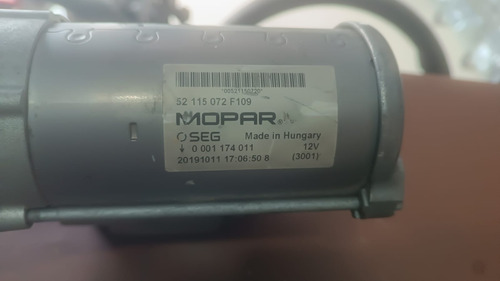 52 115 072 F109
MOPAR
SEG Made in Hungary
0 001 174 011 12V
20191011 17:06:50 8 (3001)